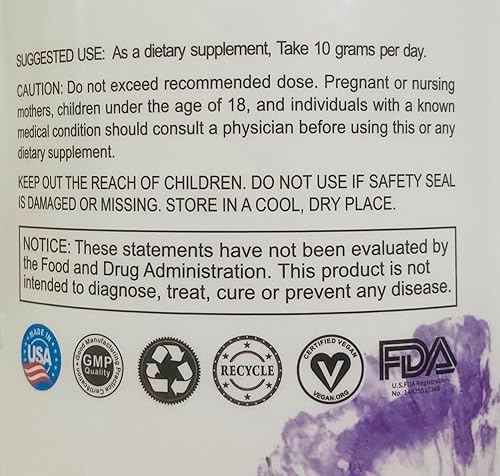 SUGGESTED USE: As a dietary supplement, Take 10 grams per day.
CAUTION: Do not exceed recommended dose. Pregnant or nursing
mothers, children under the age of 18, and individuals with a known
medical condition should consult a physician before using this or any
dietary supplement.
KEEP OUT THE REACH OF CHILDREN. DO NOT USE IF SAFETY SEAL
IS DAMAGED OR MISSING. STORE IN A COOL, DRY PLACE.
NOTICE: These statements have not been evaluated by
the Food and Drug Administration. This product is not
intended to diagnose, treat, cure or prevent any disease.
MADE IN
USA
Good Manufacturing
Practice Certification
GMP
Quality
RECYCLE
CERTIFIED VEGAN
V
VEGAN.ORG
FDA
U.S.FDA Registration